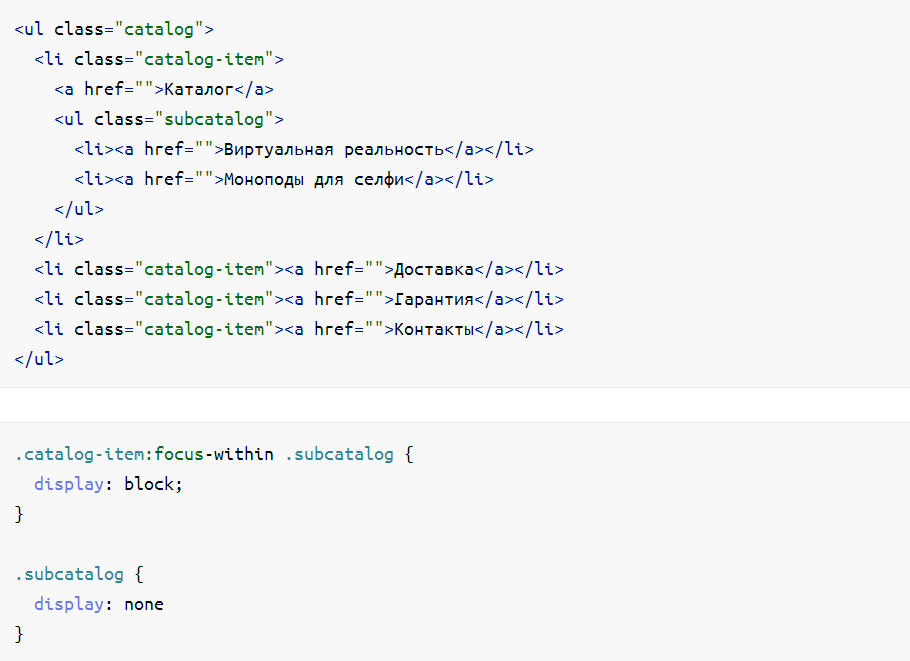 <ul class="catalog">
  <li class="catalog-item">
    <a href="">Каталог</a>
    <ul class="subcatalog">
      <li><a href="">Виртуальная реальность</a></li>
      <li><a href="">Моноподы для селфи</a></li>
    </ul>
  </li>
  <li class="catalog-item"><a href="">Доставка</a></li>
  <li class="catalog-item"><a href="">Гарантия</a></li>
  <li class="catalog-item"><a href="">Контакты</a></li>
</ul>
.catalog-item:focus-within .subcatalog {
  display: block;
}
.subcatalog {
  display: none
}